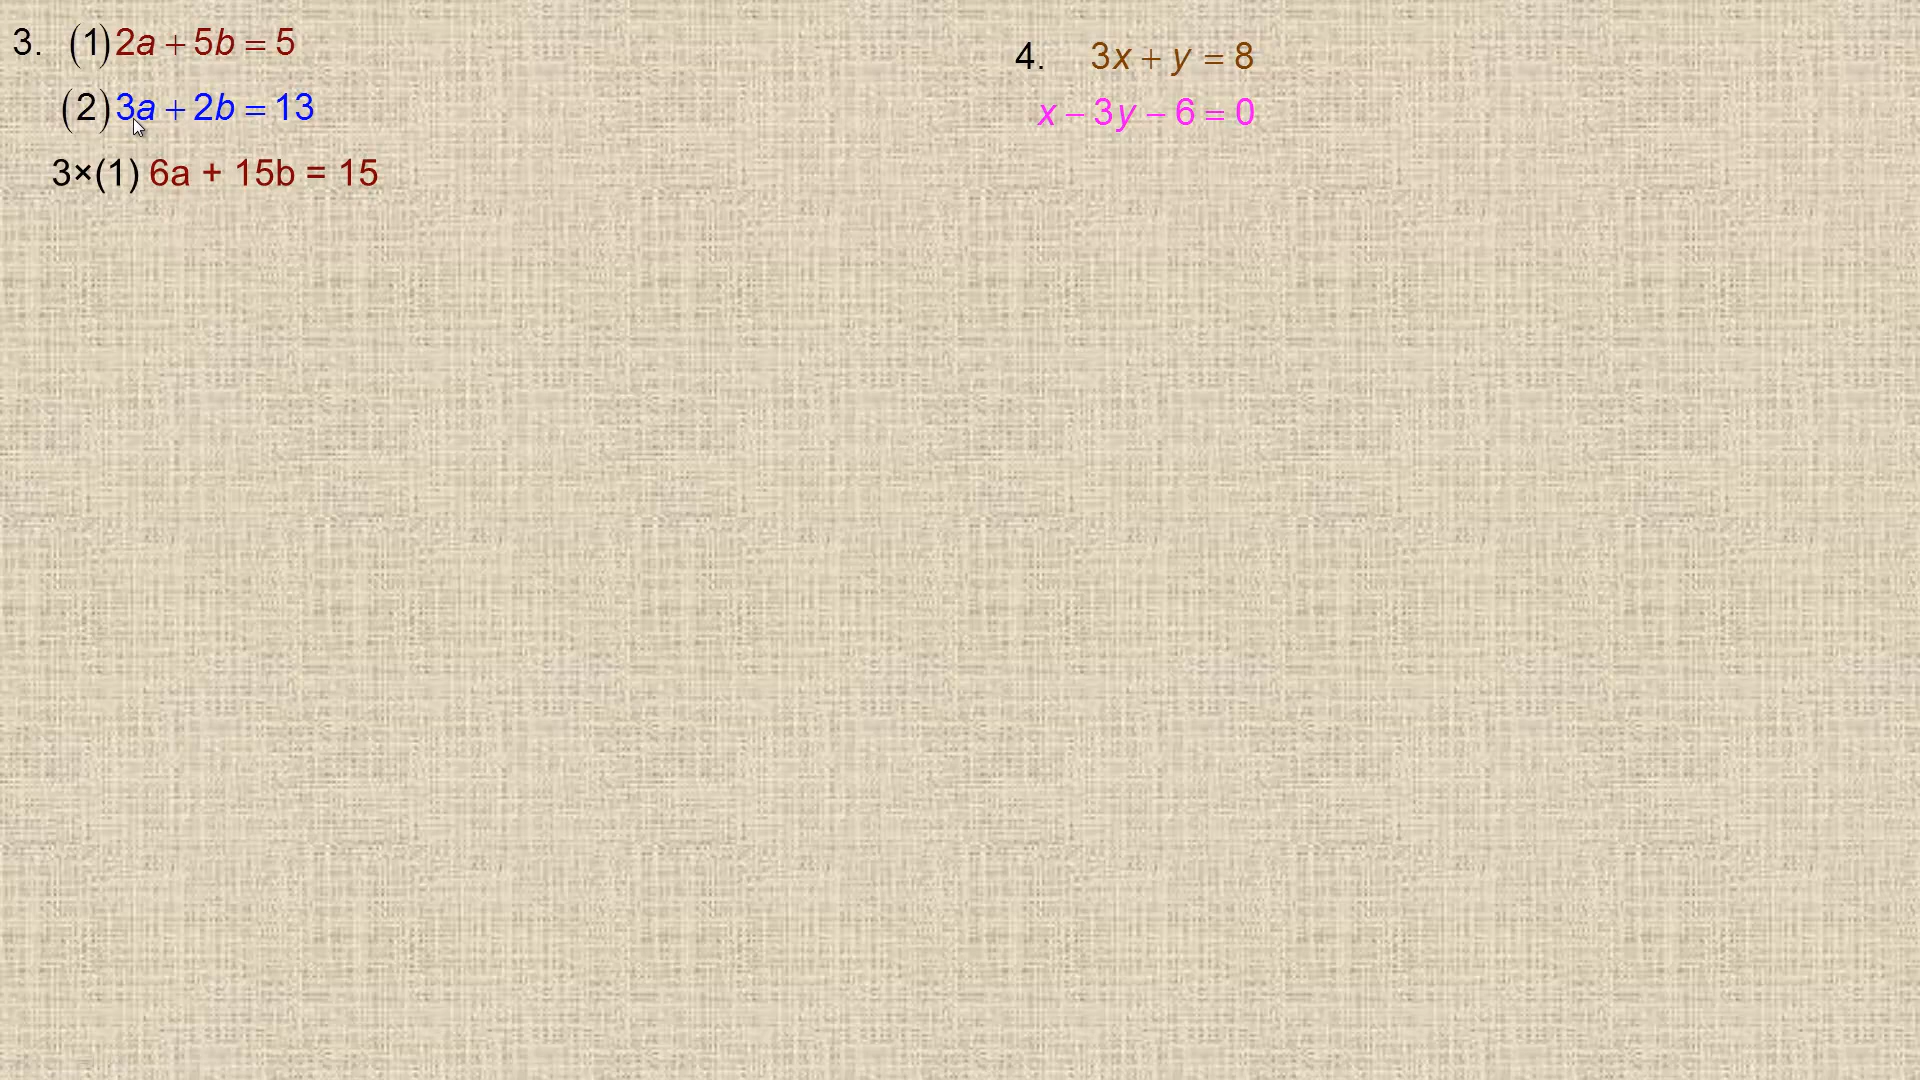 3. (1) 2a + 5b = 5
(2) 3a + 2b = 13
3×(1) 6a + 15b = 15
4. 3x + y = 8
x − 3y − 6 = 0